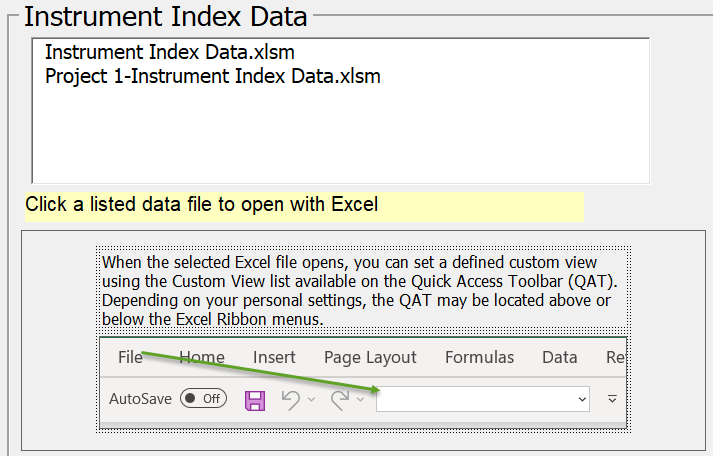 Instrument Index Data
Instrument Index Data.xlsm
Project 1-Instrument Index Data.xlsm
Click a listed data file to open with Excel
When the selected Excel file opens, you can set a defined custom view
using the Custom View list available on the Quick Access Toolbar (QAT).
Depending on your personal settings, the QAT may be located above or
below the Excel Ribbon menus.
File Home Insert Page Layout Formulas Data Re
AutoSave Off